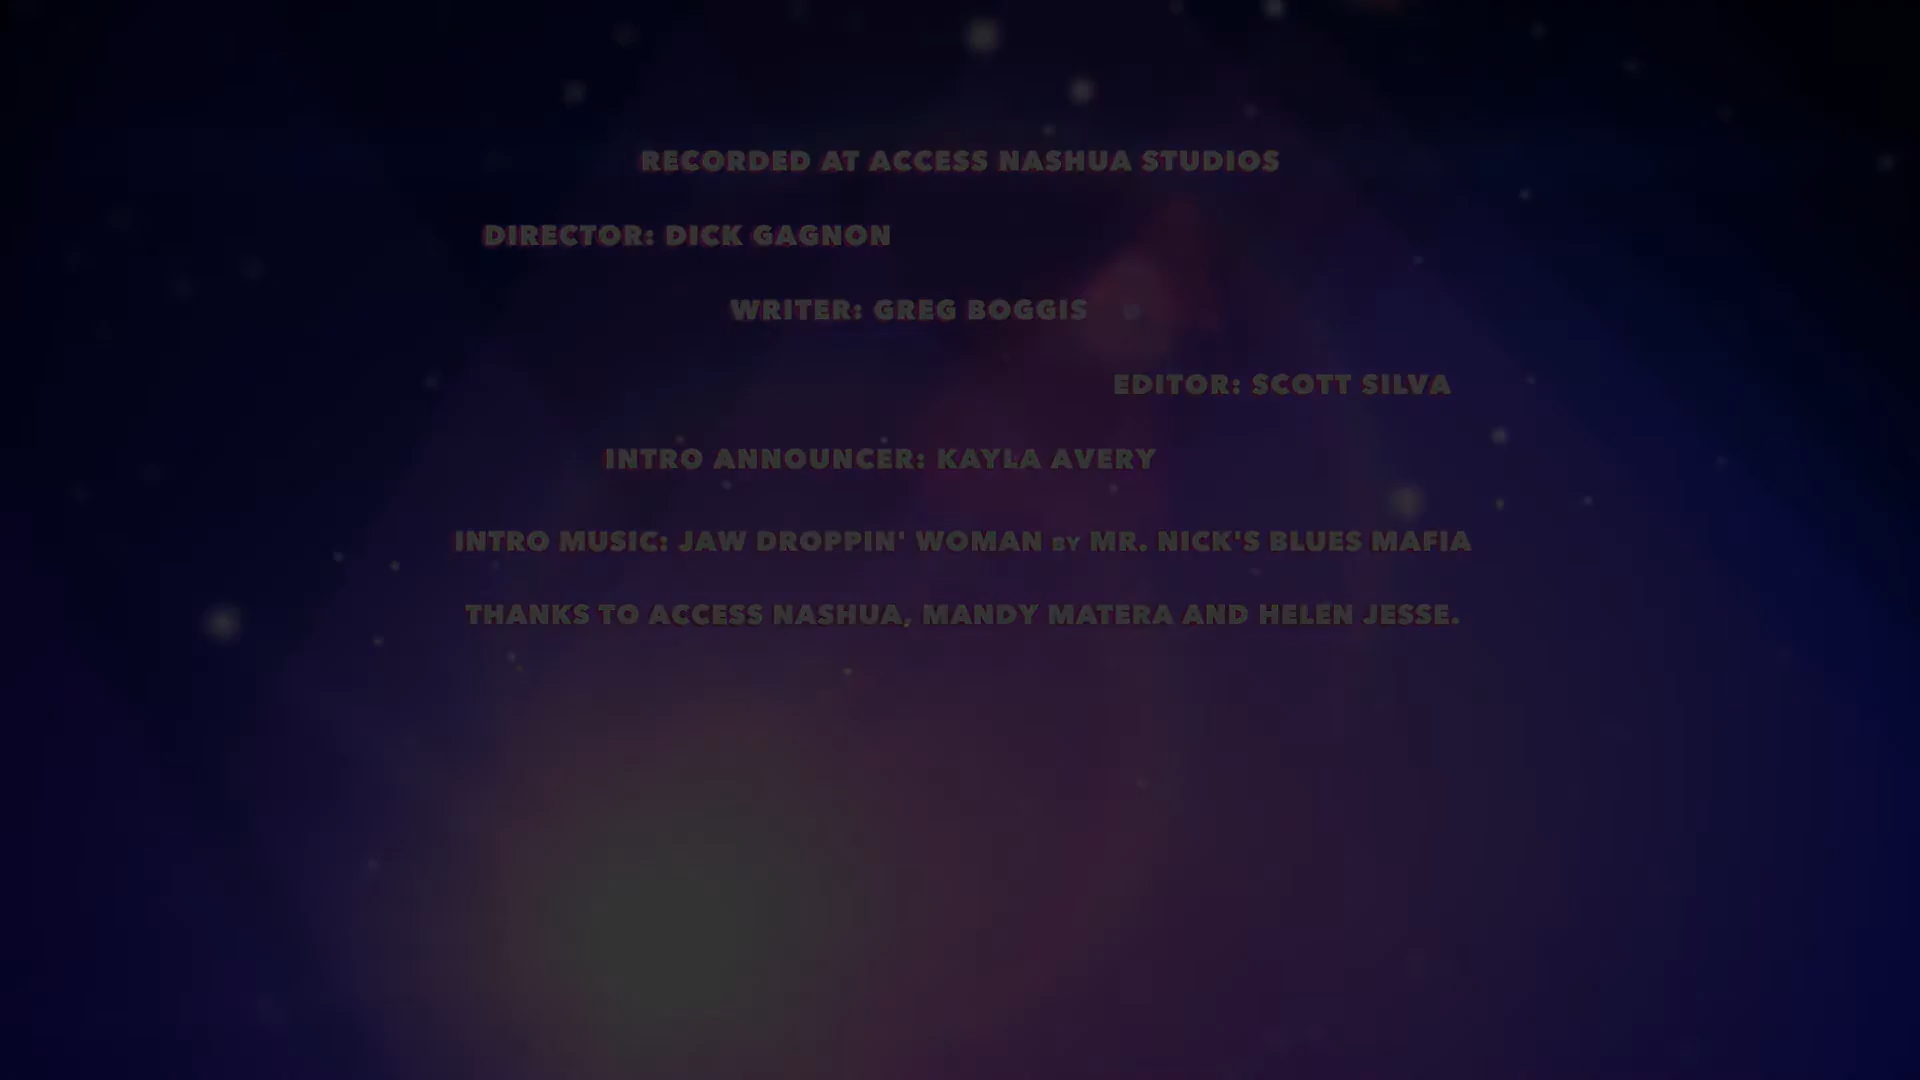 RECORDED AT ACCESS NASHUA STUDIOS
DIRECTOR: DICK GAGNON
WRITER: GREG BOGGIS
EDITOR: SCOTT SILVA
INTRO ANNOUNCER: KAYLA AVERY
INTRO MUSIC: JAW DROPPIN' WOMAN BY MR. NICK'S BLUES MAFIA
THANKS TO ACCESS NASHUA, MANDY MATERA AND HELEN JESSE.